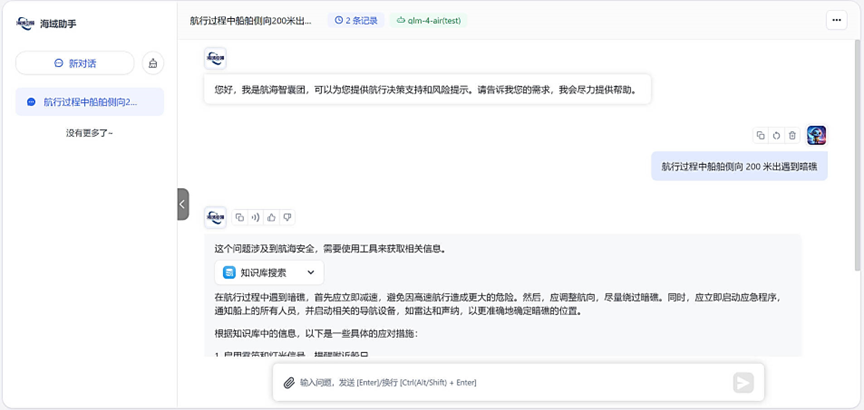 海域助手
航行过程中船舶侧向200米出...
2 条记录
glm-4-air(test)
新对话
航行过程中船舶侧向2...
没有更多了~
您好，我是航海智囊团，可以为您提供航行决策支持和风险提示。请告诉我您的需求，我会尽力提供帮助。
航行过程中船舶侧向 200 米出遇到暗礁
这个问题涉及到航海安全，需要使用工具来获取相关信息。
知识库搜索
在航行过程中遇到暗礁，首先应立即减速，避免因高速航行造成更大的危险。然后，应调整航向，尽量绕过暗礁。同时，应立即启动应急程序，
通知船上的所有人员，并启动相关的导航设备，如雷达和声纳，以更准确地确定暗礁的位置。
根据知识库中的信息，以下是一些具体的应对措施：
输入问题，发送 [Enter]/换行 [Ctrl(Alt/Shift) + Enter]